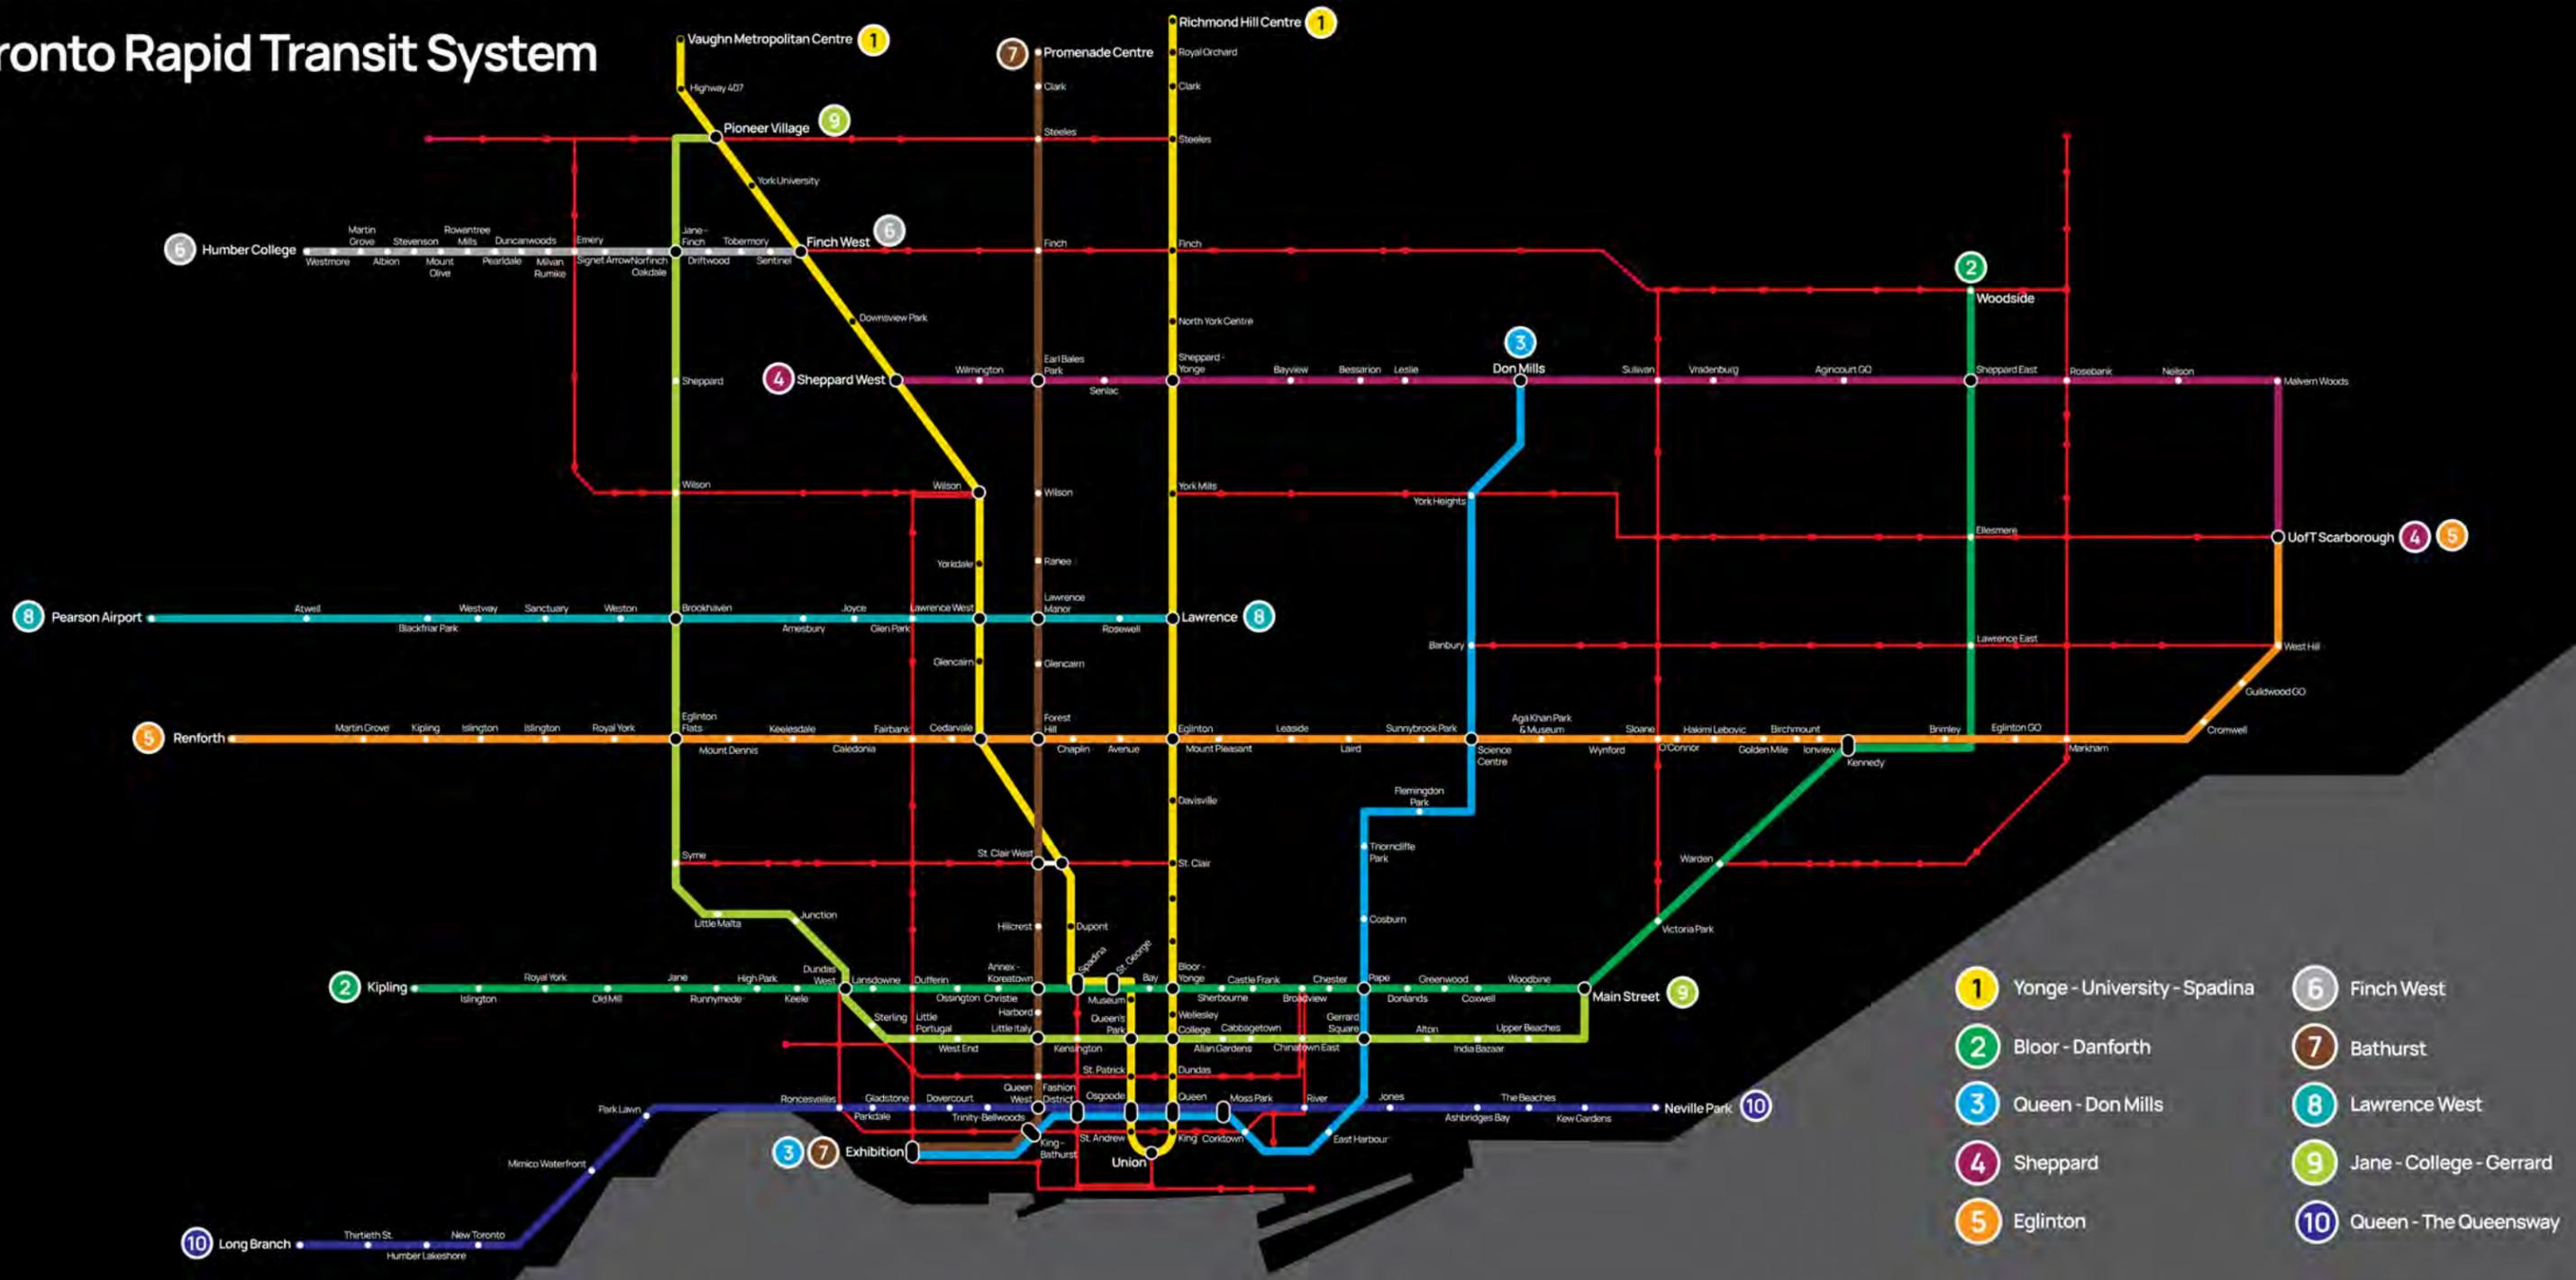 ronto Rapid Transit System
Vaughn Metropolitan Centre 1
Highway 407
7 Promenade Centre
Clark
Richmond Hill Centre 1
Royal Orchard
Clark
Pioneer Village 9
Steeles
Steeles
York University
6 Humber College
Westmore
Martin
Grove
Albion
Stevenson
Mount
Olive
Rowantree
Mills
Pearldale
Duncanwoods
Milvan
Rumike
Emery
Signet Arrow
Norfinch
Oakdale
Jane -
Finch
Driftwood
Tobermory
Sentinel
Finch West 6
Finch
Finch
2
Woodside
Downsview Park
North York Centre
Sheppard
4 Sheppard West
Wilmington
Earl Bales
Park
Senlac
Sheppard -
Yonge
Bayview
Bessarion
Leslie
3
Don Mills
Sullivan
Vradenburg
Agincourt GO
Sheppard East
Rosebank
Neilson
Malvern Woods
Wilson
Wilson
Wilson
York Mills
York Heights
Ellesmere
UofT Scarborough 4 5
Yorkdale
Ranee
8 Pearson Airport
Atwell
Blackfriar Park
Westway
Sanctuary
Weston
Brookhaven
Amesbury
Joyce
Glen Park
Lawrence West
Lawrence
Manor
Rosewell
Lawrence 8
Banbury
Lawrence East
West Hill
Glencairn
Glencairn
Guildwood GO
Cromwell
5 Renforth
Martin Grove
Kipling
Islington
Islington
Royal York
Eglinton
Flats
Mount Dennis
Keelesdale
Caledonia
Fairbank
Cedarvale
Forest
Hill
Chaplin
Avenue
Eglinton
Mount Pleasant
Leaside
Laird
Sunnybrook Park
Science
Centre
Aga Khan Park
& Museum
Wynford
Sloane
O'Connor
Hakimi Lebovic
Golden Mile
Birchmount
Ionview
Kennedy
Brimley
Eglinton GO
Markham
Davisville
Flemingdon
Park
Thorncliffe
Park
Syme
St. Clair West
St. Clair
Warden
Little Malta
Junction
Hillcrest
Dupont
Cosburn
Victoria Park
2 Kipling
Islington
Royal York
Old Mill
Jane
Runnymede
High Park
Keele
Dundas
West
Lansdowne
Dufferin
Ossington
Christie
Annex -
Koreatown
Spadina
St. George
Bay
Bloor -
Yonge
Sherbourne
Castle Frank
Broadview
Chester
Pape
Donlands
Greenwood
Coxwell
Woodbine
Main Street 9
Museum
Harbord
Wellesley
Sterling
Little
Portugal
West End
Little Italy
Kensington
Queen's
Park
College
Allan Gardens
Cabbagetown
Chinatown East
Gerrard
Square
Alton
India Bazaar
Upper Beaches
St. Patrick
Dundas
Park Lawn
Roncesvalles
Parkdale
Gladstone
Dovercourt
Trinity-Bellwoods
Queen
West
Fashion
District
Osgoode
Queen
Moss Park
River
Jones
Ashbridges Bay
The Beaches
Kew Gardens
Neville Park 10
Mimico Waterfront
3 7 Exhibition
King -
Bathurst
St. Andrew
King
Corktown
East Harbour
Union
10 Long Branch
Thirtieth St.
Humber Lakeshore
New Toronto
1 Yonge - University - Spadina
2 Bloor - Danforth
3 Queen - Don Mills
4 Sheppard
5 Eglinton
6 Finch West
7 Bathurst
8 Lawrence West
9 Jane - College - Gerrard
10 Queen - The Queensway